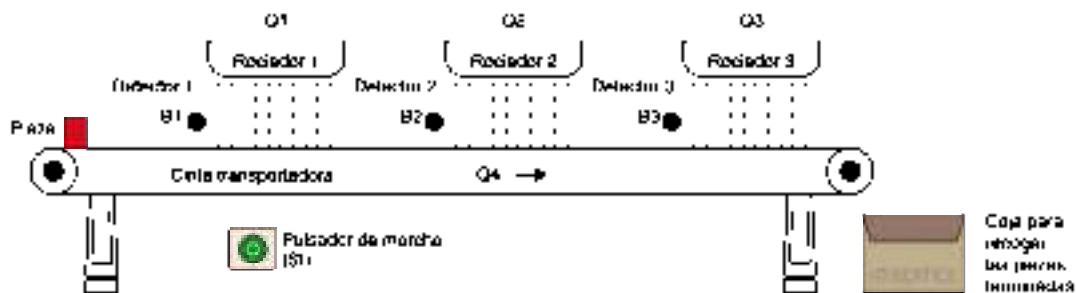 Q1
Q2
Q3
Rociador 1
Rociador 2
Rociador 3
Detector 1
Detector 2
Detector 3
B1
B2
B3
Pieza
Cinta transportadora
Q4
Pulsador de marcha
(S1)
Caja para
recoger
las piezas
terminadas